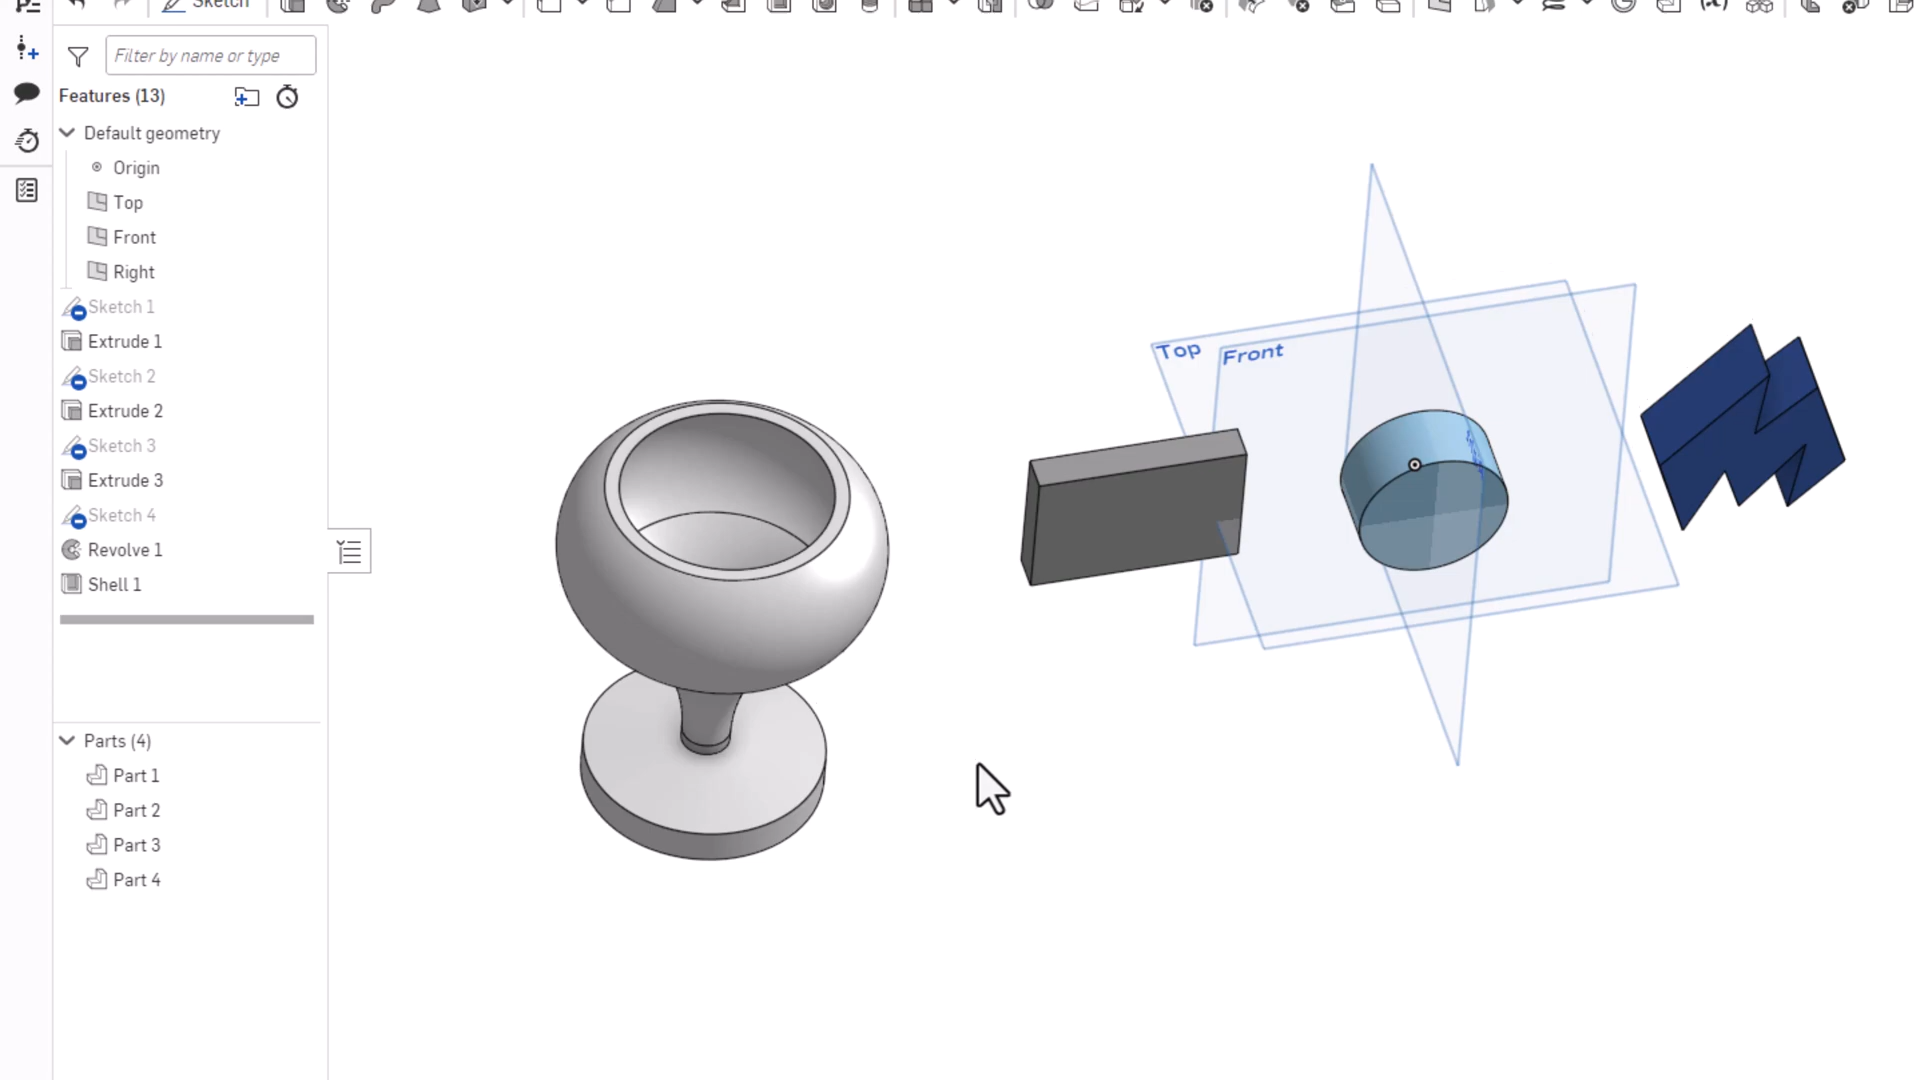 Sketch
Filter by name or type
Features (13)
Default geometry
Origin
Top
Front
Right
Sketch 1
Extrude 1
Sketch 2
Extrude 2
Sketch 3
Extrude 3
Sketch 4
Revolve 1
Shell 1
Parts (4)
Part 1
Part 2
Part 3
Part 4
Top
Front